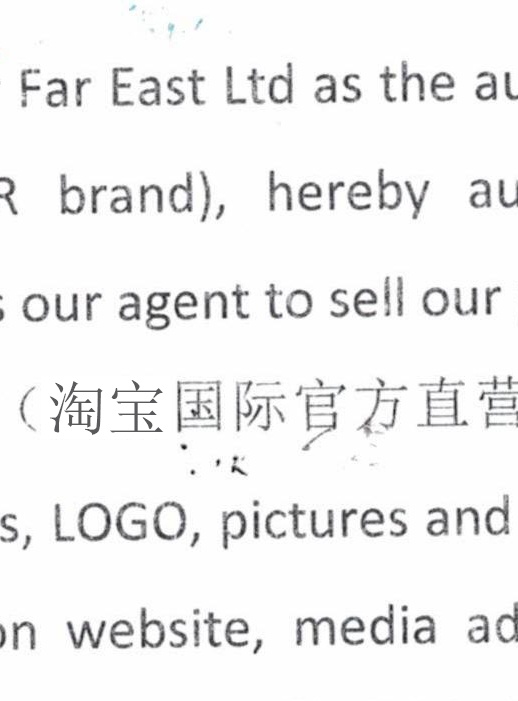 Far East Ltd as the au
R brand), hereby au
s our agent to sell our
（淘宝国际官方直营
s, LOGO, pictures and
on website, media ad